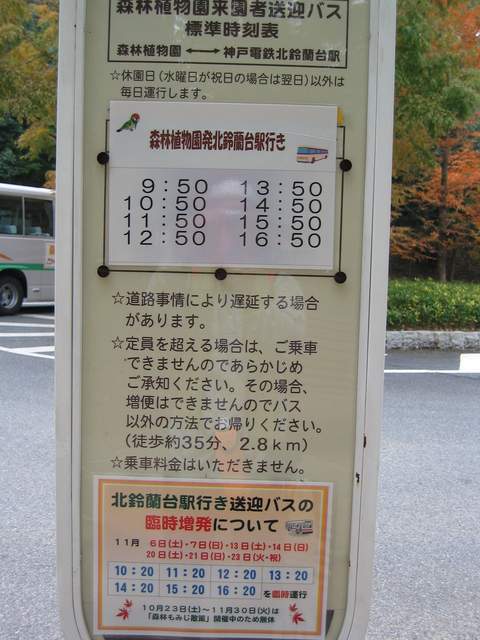 森林植物園来園者送迎バス
標準時刻表
森林植物園 ⟷ 神戸電鉄北鈴蘭台駅
☆休園日(水曜日が祝日の場合は翌日)以外は
毎日運行します。
森林植物園発北鈴蘭台駅行き
9:50 13:50
10:50 14:50
11:50 15:50
12:50 16:50
☆道路事情により遅延する場合
があります。
☆定員を超える場合は、ご乗車
できませんのであらかじめ
ご承知ください。その場合、
増便はできませんのでバス
以外の方法でお帰りください。
(徒歩約35分、2.8km)
☆乗車料金はいただきません。
北鈴蘭台駅行き送迎バスの
臨時増発について
11月 6日(土)・7日(日)・13日(土)・14日(日)
20日(土)・21日(日)・23日(火・祝)
10:20 11:20 12:20 13:20
14:20 15:20 16:20 を臨時運行
10月23日(土)~11月30日(火)は
「森林もみじ散策」開催中のため無休